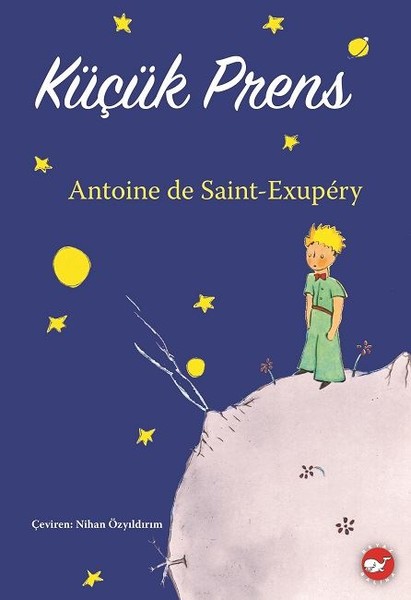 Küçük Prens
Antoine de Saint-Exupéry
Çeviren: Nihan Özyıldırım